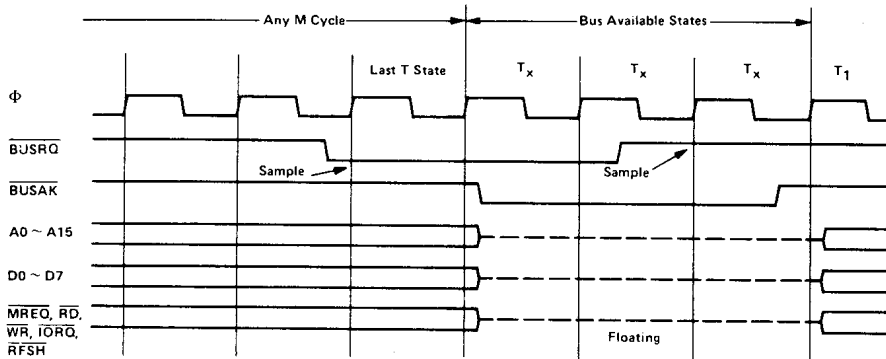 Any M Cycle
Bus Available States
Last T State
Tx
Tx
Tx
T1
Φ
BUSRQ
Sample
Sample
BUSAK
A0 ~ A15
D0 ~ D7
MREQ, RD,
WR, IORQ,
RFSH
Floating